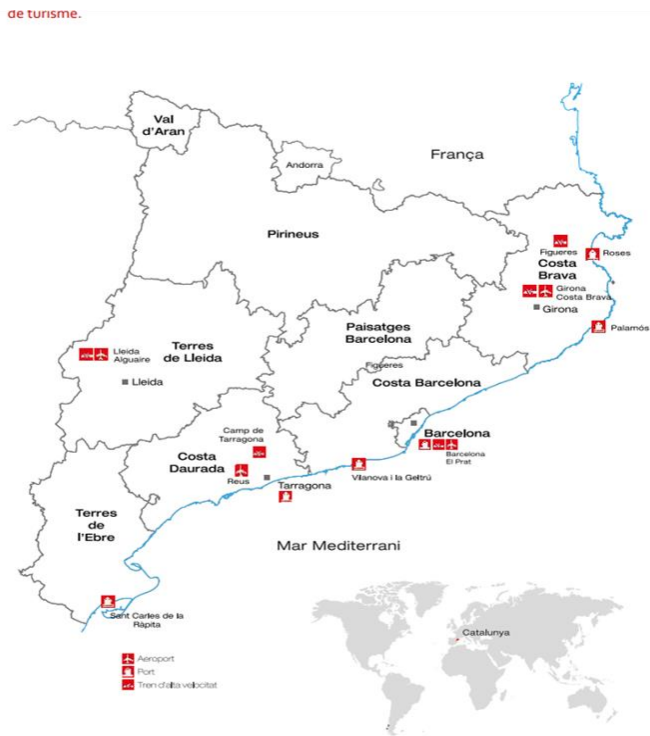 de turisme.
Val
d'Aran
Andorra
França
Pirineus
Figueres
Roses
Costa
Brava
Girona
Costa Brava
Girona
Palamós
Paisatges
Barcelona
Terres
de Lleida
Lleida
Alguaire
Lleida
Figueres
Costa Barcelona
Camp de
Tarragona
Barcelona
Barcelona
El Prat
Costa
Daurada
Reus
Tarragona
Vilanova i la Geltrú
Terres
de
l'Ebre
Mar Mediterrani
Sant Carles de la
Ràpita
Catalunya
Aeroport
Port
Tren d'alta velocitat